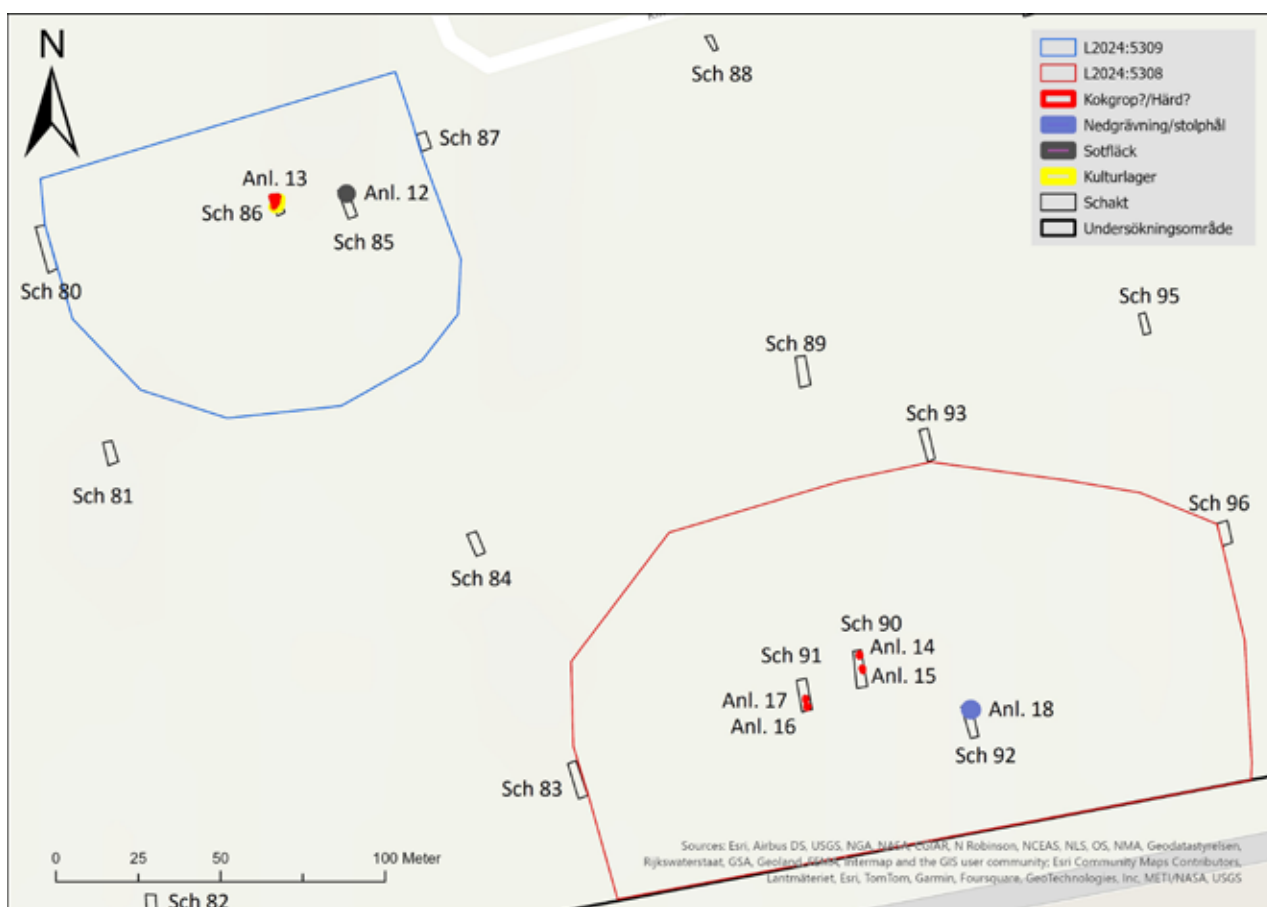 N
Sch 88
Sch 87
Anl. 13
Anl. 12
Sch 86
Sch 85
Sch 80
Sch 81
Sch 84
Sch 89
Sch 95
Sch 93
Sch 96
Sch 90
Anl. 14
Sch 91
Anl. 15
Anl. 17
Anl. 18
Anl. 16
Sch 92
Sch 83
Sch 82
L2024:5309
L2024:5308
Kokgrop?/Härd?
Nedgrävning/stolphål
Sotfläck
Kulturlager
Schakt
Undersökningsområde
0 25 50 100 Meter
Sources: Esri, Airbus DS, USGS, NGA, NASA, CGIAR, N Robinson, NCEAS, NLS, OS, NMA, Geodatastyrelsen,
Rijkswaterstaat, GSA, Geoland, FEMA, Intermap and the GIS user community; Esri Community Maps Contributors,
Lantmäteriet, Esri, TomTom, Garmin, Foursquare, GeoTechnologies, Inc, METI/NASA, USGS